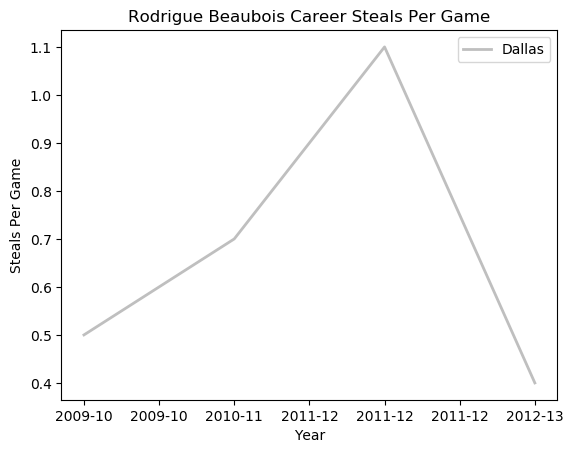 Rodrigue Beaubois Career Steals Per Game
Dallas
Steals Per Game
1.1
1.0
0.9
0.8
0.7
0.6
0.5
0.4
2009-10 2009-10 2010-11 2011-12 2011-12 2011-12 2012-13
Year